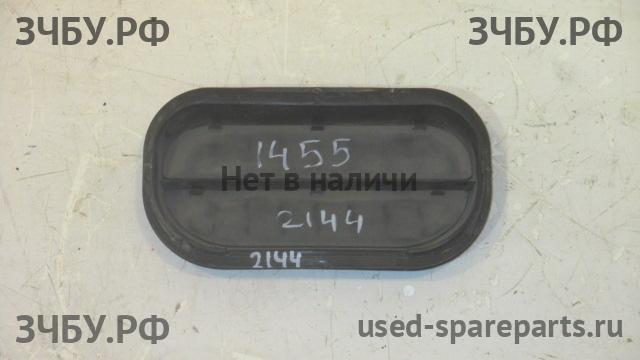 ЗЧБУ.РФ ЗЧБУ.РФ
1455
Нет в наличи
2144
2144
ЗЧБУ.РФ used-spareparts.ru